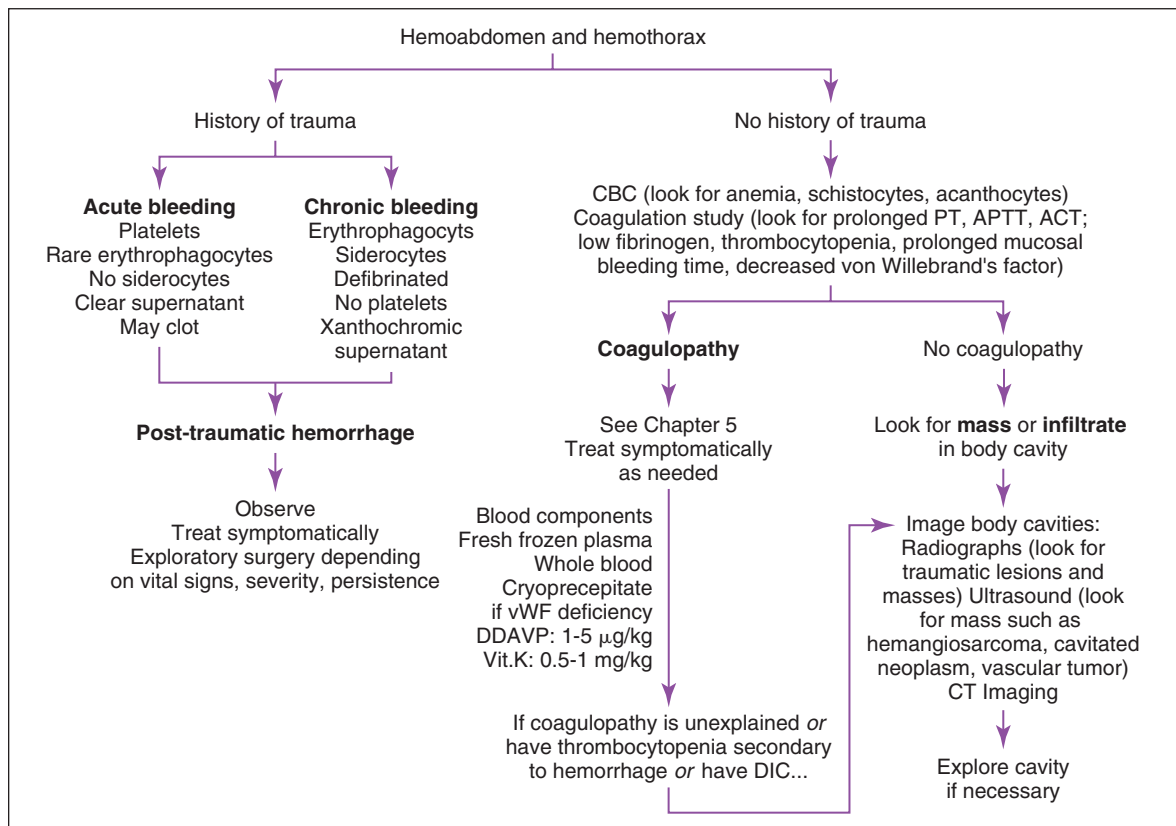 Hemoabdomen and hemothorax
History of trauma
No history of trauma
Acute bleeding
Platelets
Rare erythrophagocytes
No siderocytes
Clear supernatant
May clot
Chronic bleeding
Erythrophagocyts
Siderocytes
Defibrinated
No platelets
Xanthochromic
supernatant
Post-traumatic hemorrhage
Observe
Treat symptomatically
Exploratory surgery depending
on vital signs, severity, persistence
CBC (look for anemia, schistocytes, acanthocytes)
Coagulation study (look for prolonged PT, APTT, ACT;
low fibrinogen, thrombocytopenia, prolonged mucosal
bleeding time, decreased von Willebrand's factor)
Coagulopathy
See Chapter 5
Treat symptomatically
as needed
Blood components
Fresh frozen plasma
Whole blood
Cryoprecipitate
if vWF deficiency
DDAVP: 1-5 µg/kg
Vit.K: 0.5-1 mg/kg
If coagulopathy is unexplained or
have thrombocytopenia secondary
to hemorrhage or have DIC...
No coagulopathy
Look for mass or infiltrate
in body cavity
Image body cavities:
Radiographs (look for
traumatic lesions and
masses) Ultrasound (look
for mass such as
hemangiosarcoma, cavitated
neoplasm, vascular tumor)
CT Imaging
Explore cavity
if necessary